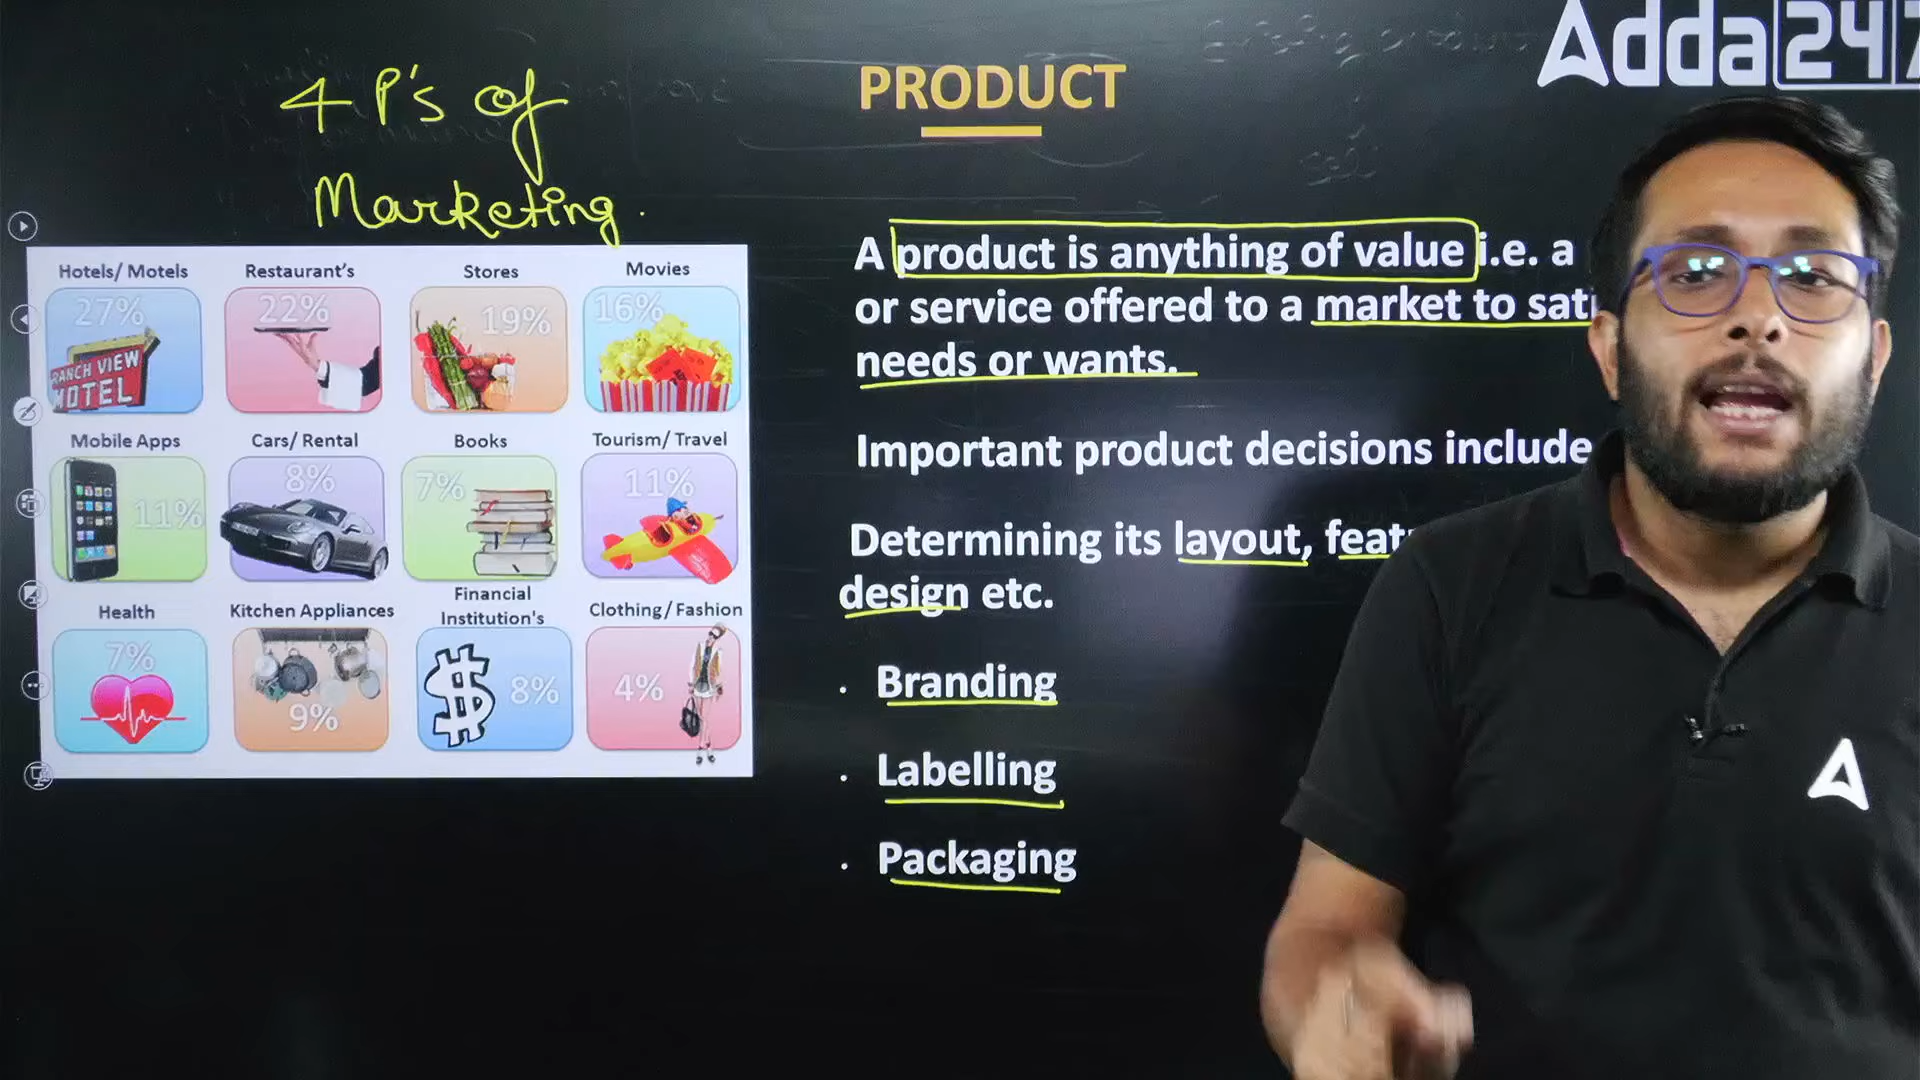 Adda247
4 P's of
Marketing.
PRODUCT
Hotels/ Motels
27%
RANCH VIEW
MOTEL
Restaurant's
22%
Stores
19%
Movies
16%
Mobile Apps
11%
Cars/ Rental
8%
Books
7%
Tourism/ Travel
11%
Health
7%
Kitchen Appliances
9%
Financial
Institution's
8%
Clothing / Fashion
4%
A product is anything of value i.e. a
or service offered to a market to sati
needs or wants.
Important product decisions include
Determining its layout, feat
design etc.
. Branding
. Labelling
. Packaging